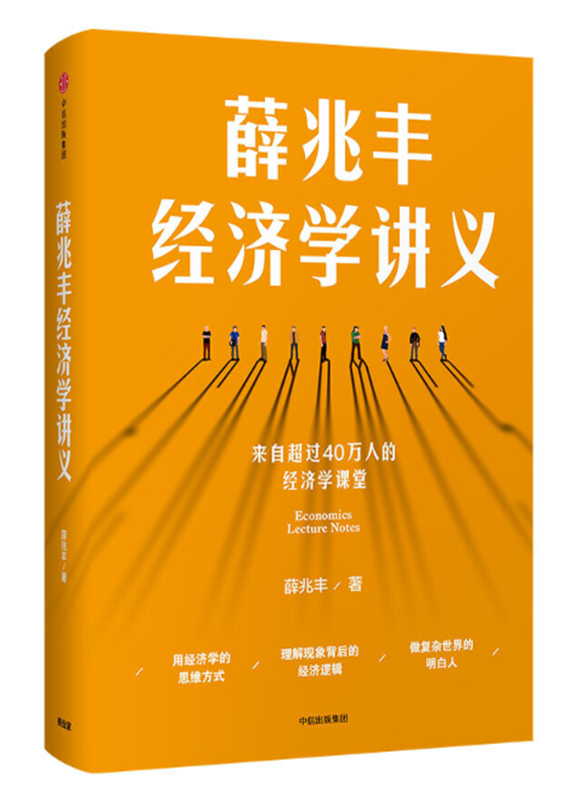 薛兆丰
经济学讲义
来自超过40万人的
经济学课堂
Economics
Lecture Notes
薛兆丰 / 著
用经济学的
思维方式
/
理解现象背后的
经济逻辑
/
做复杂世界的
明白人
/
中信出版集团
中信出版集团
薛兆丰经济学讲义
薛兆丰 / 著